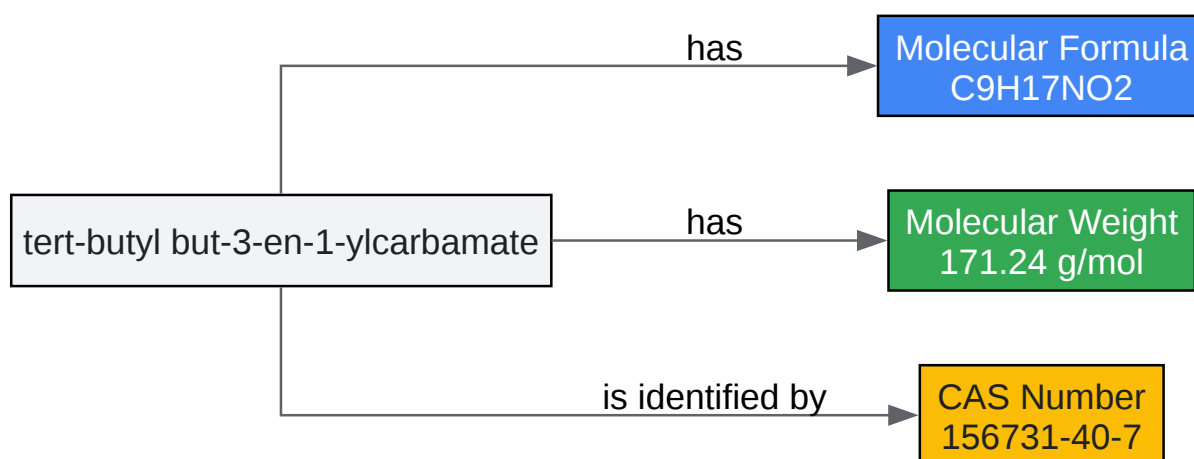 has
Molecular Formula
C9H17NO2
tert-butyl but-3-en-1-ylcarbamate
has
Molecular Weight
171.24 g/mol
is identified by
CAS Number
156731-40-7